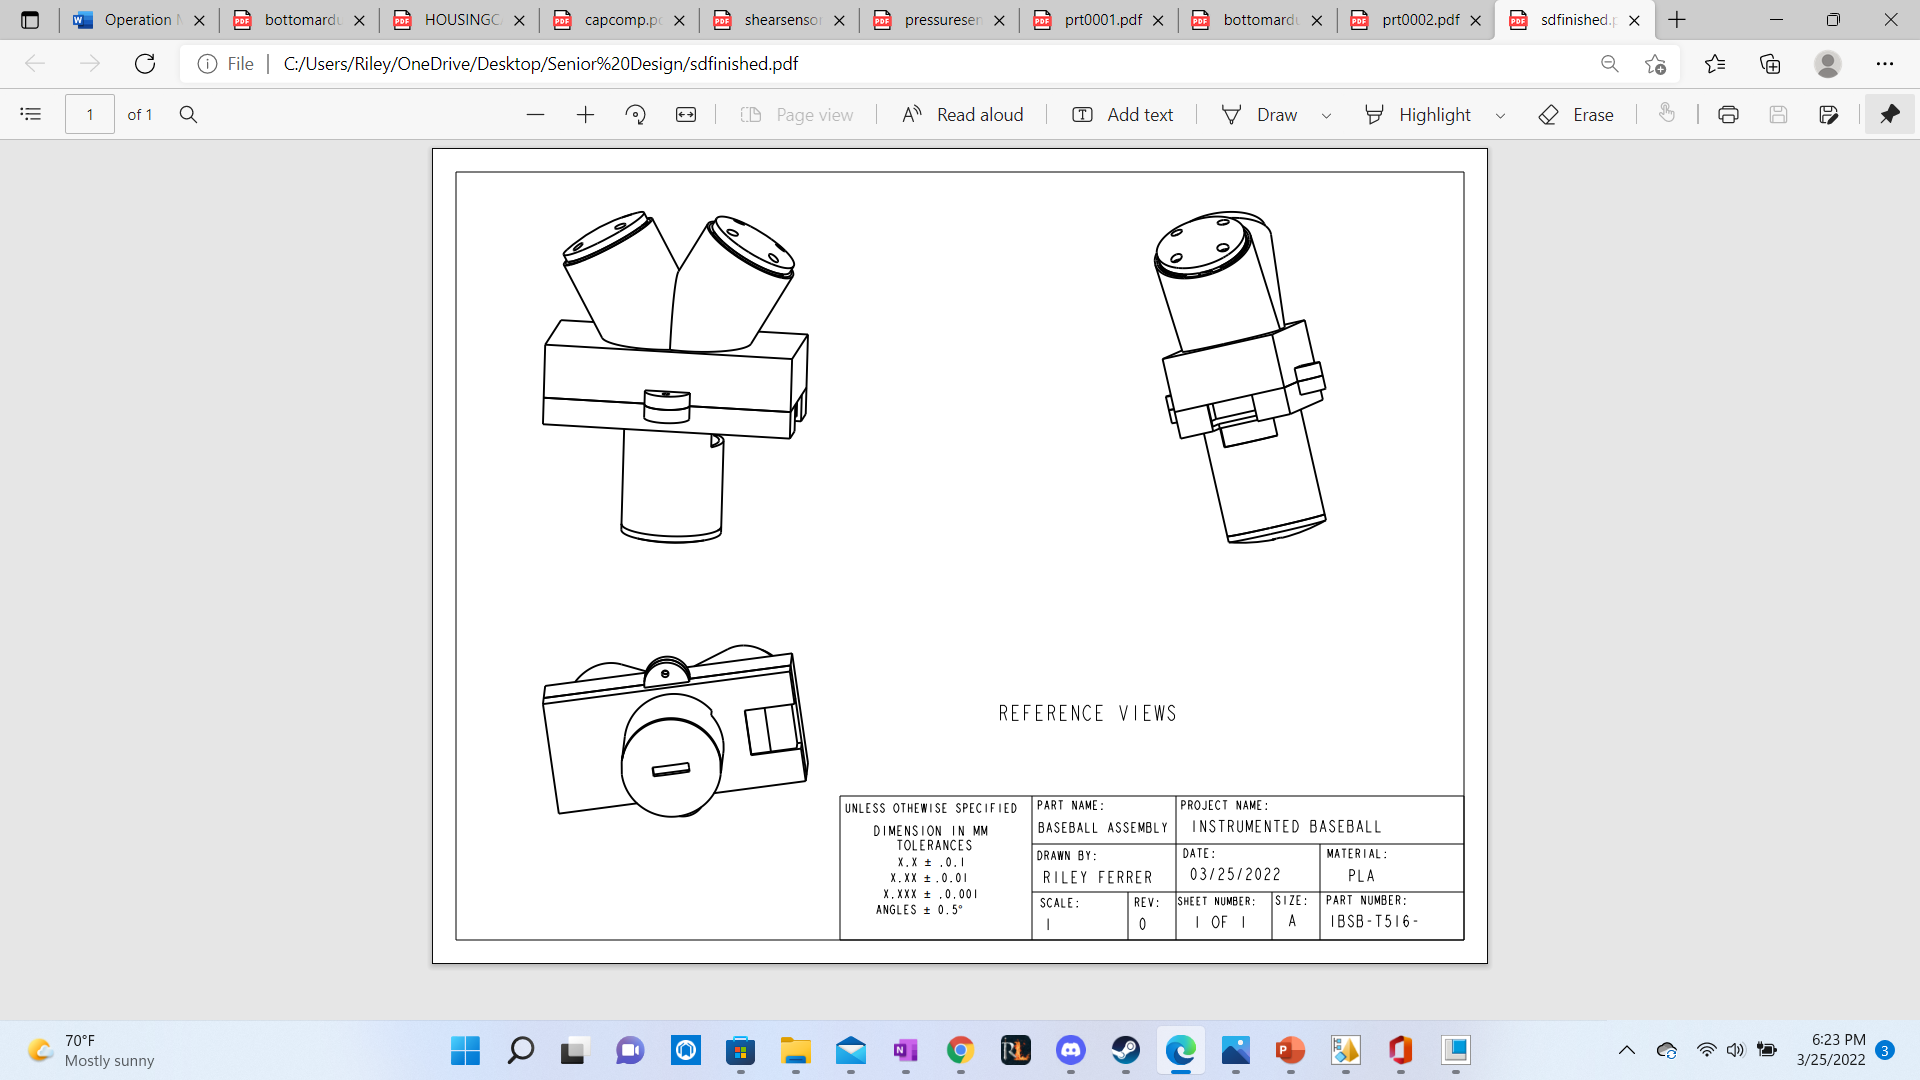 Operation
bottomardu
HOUSINGC
capcomp.p
shearsensor
pressuresen
prt0001.pdf
bottomardu
prt0002.pdf
sdfinished.p
File
C:/Users/Riley/OneDrive/Desktop/Senior%20Design/sdfinished.pdf
1 of 1
Page view
Read aloud
Add text
Draw
Highlight
Erase
REFERENCE VIEWS
UNLESS OTHEWISE SPECIFIED
DIMENSION IN MM
TOLERANCES
X.X ± .0.1
X.XX ±.0.01
X.XXX ± .0.001
ANGLES ± 0.5°
PART NAME:
BASEBALL ASSEMBLY
PROJECT NAME:
INSTRUMENTED BASEBALL
DRAWN BY:
RILEY FERRER
DATE:
03/25/2022
MATERIAL:
PLA
SCALE:
1
REV:
0
SHEET NUMBER:
1 OF 1
SIZE:
A
PART NUMBER:
IBSB-T516-
70°F
Mostly sunny
6:23 PM
3/25/2022
3